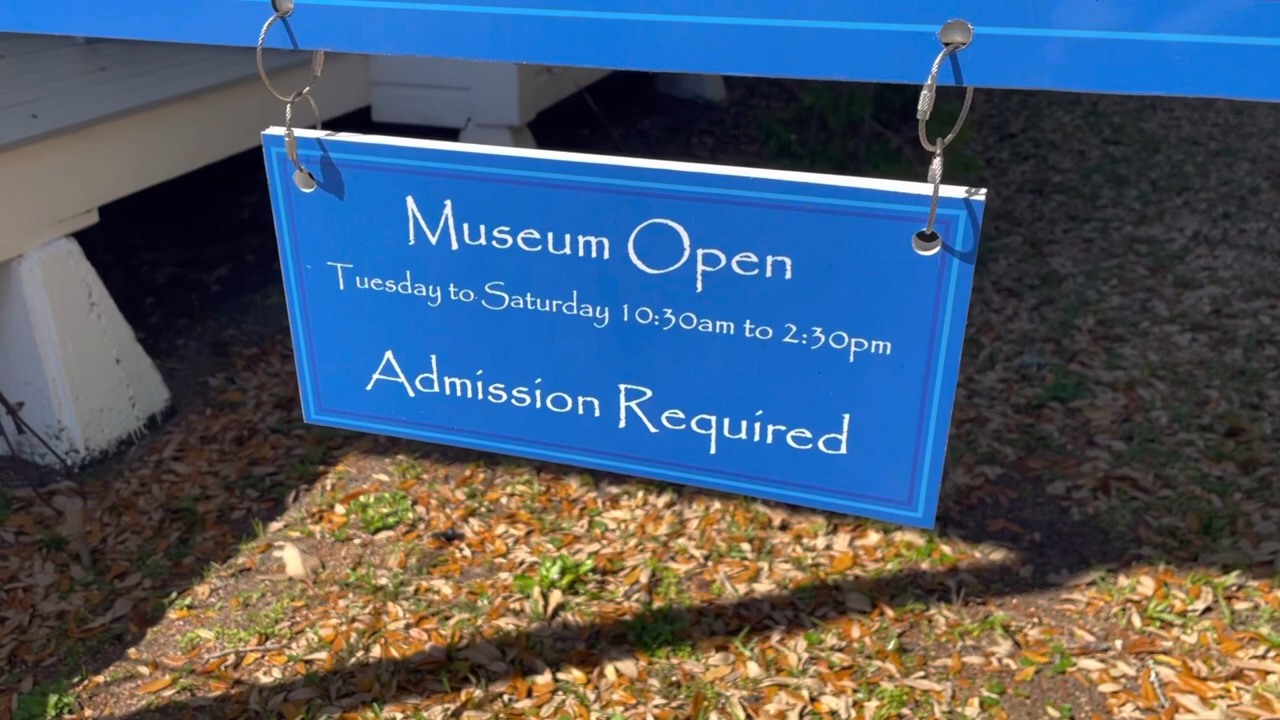 Museum Open
Tuesday to Saturday 10:30am to 2:30pm
Admission Required